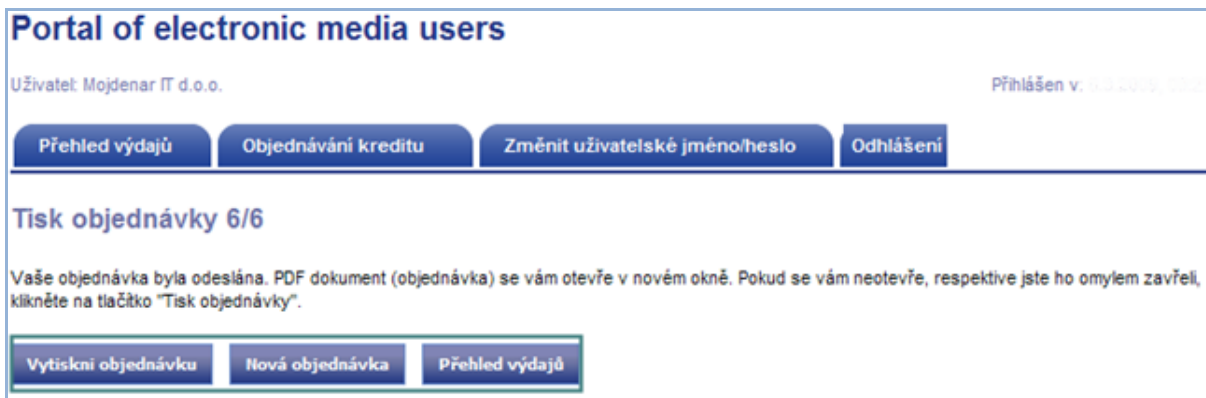 Portal of electronic media users
Uživatel: Mojdenar IT d.o.o. Přihlášen v:
Přehled výdajů Objednávání kreditu Změnit uživatelské jméno/heslo Odhlášení
Tisk objednávky 6/6
Vaše objednávka byla odeslána. PDF dokument (objednávka) se vám otevře v novém okně. Pokud se vám neotevře, respektive jste ho omylem zavřeli,
klikněte na tlačítko "Tisk objednávky".
Vytiskni objednávku Nová objednávka Přehled výdajů